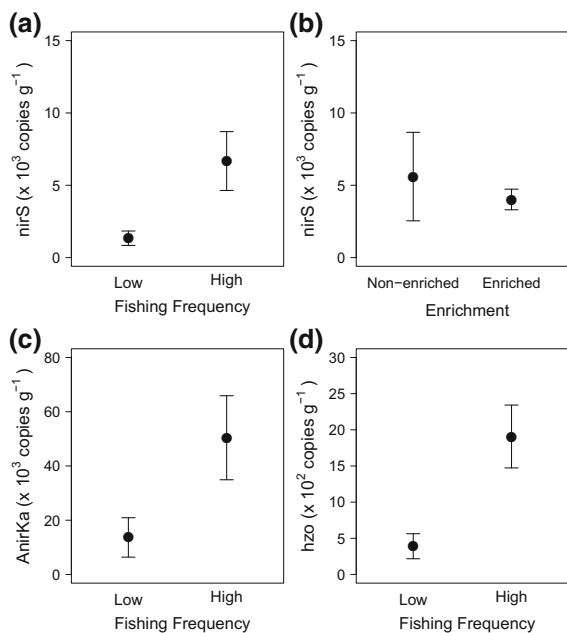 (a)
15
10
5
0
nirS (x 10³ copies g⁻¹)
Low
High
Fishing Frequency
(b)
15
10
5
0
nirS (x 10³ copies g⁻¹)
Non−enriched
Enriched
Enrichment
(c)
80
60
40
20
0
AnirKa (x 10³ copies g⁻¹)
Low
High
Fishing Frequency
(d)
30
25
20
15
10
5
0
hzo (x 10² copies g⁻¹)
Low
High
Fishing Frequency